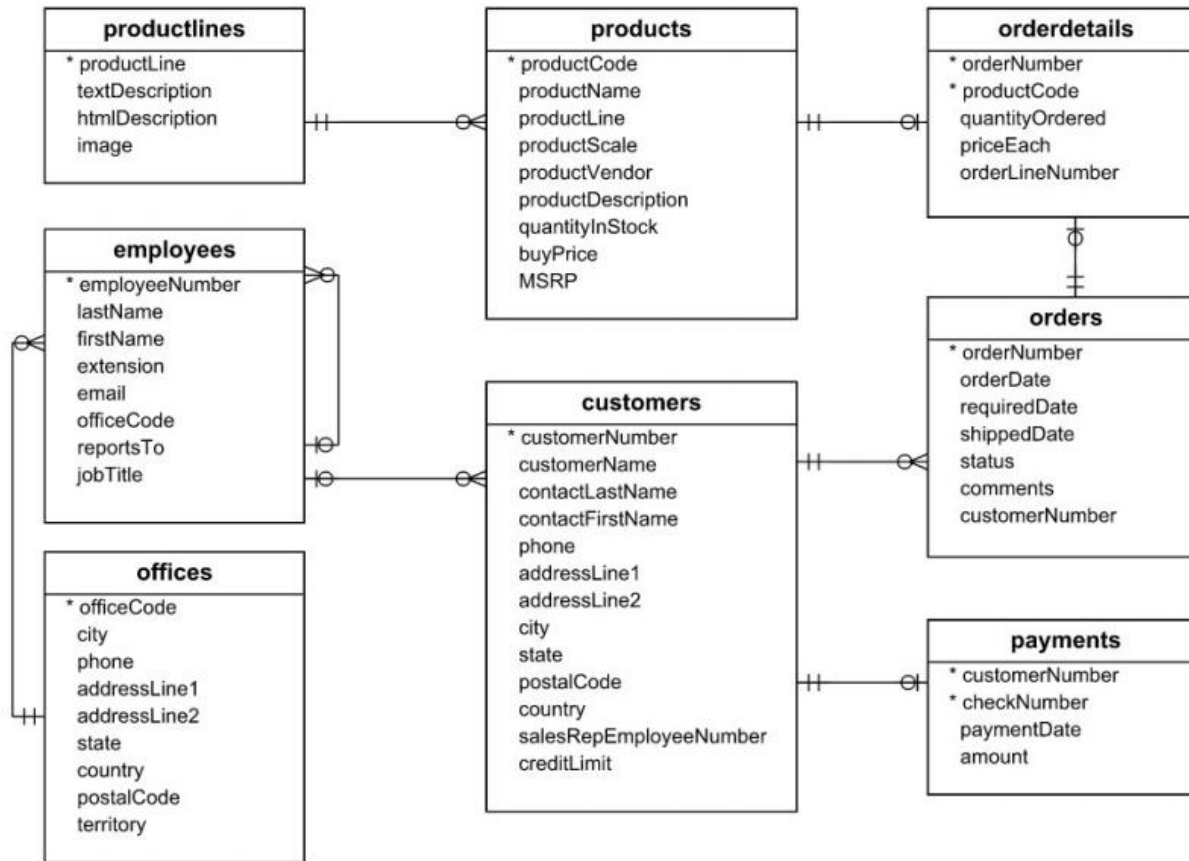 productlines
* productLine
textDescription
htmlDescription
image
products
* productCode
productName
productLine
productScale
productVendor
productDescription
quantityInStock
buyPrice
MSRP
orderdetails
* orderNumber
* productCode
quantityOrdered
priceEach
orderLineNumber
employees
* employeeNumber
lastName
firstName
extension
email
officeCode
reportsTo
jobTitle
customers
* customerNumber
customerName
contactLastName
contactFirstName
phone
addressLine1
addressLine2
city
state
postalCode
country
salesRepEmployeeNumber
creditLimit
orders
* orderNumber
orderDate
requiredDate
shippedDate
status
comments
customerNumber
offices
* officeCode
city
phone
addressLine1
addressLine2
state
country
postalCode
territory
payments
* customerNumber
* checkNumber
paymentDate
amount